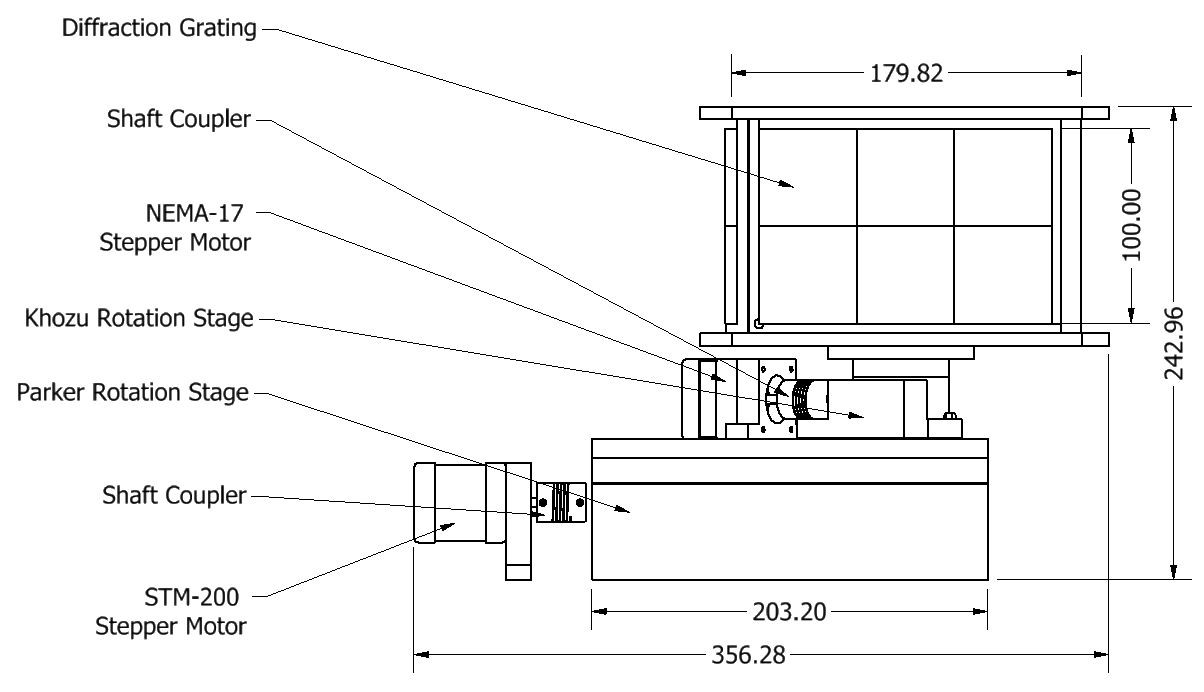 Diffraction Grating
179.82
Shaft Coupler
NEMA-17
Stepper Motor
100.00
Khozu Rotation Stage
242.96
Parker Rotation Stage
Shaft Coupler
STM-200
Stepper Motor
203.20
356.28